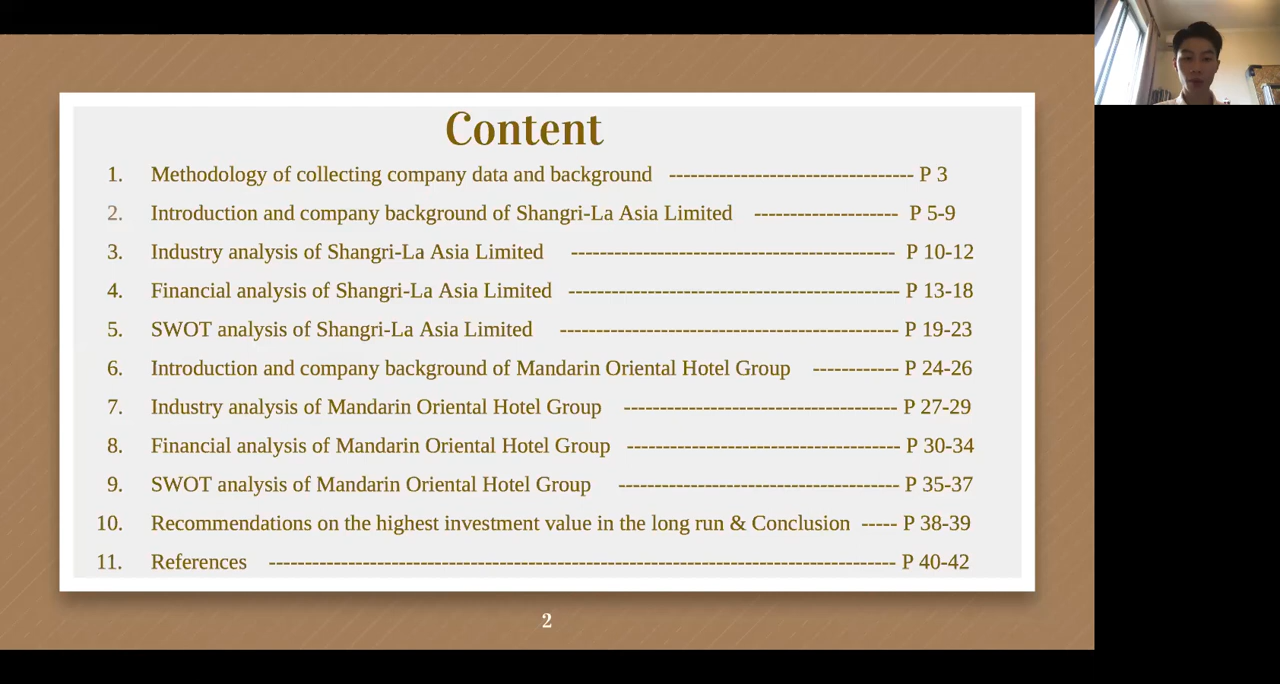 Content
1. Methodology of collecting company data and background ---------------------------------- P 3
2. Introduction and company background of Shangri-La Asia Limited -------------------- P 5-9
3. Industry analysis of Shangri-La Asia Limited --------------------------------------------- P 10-12
4. Financial analysis of Shangri-La Asia Limited ---------------------------------------------- P 13-18
5. SWOT analysis of Shangri-La Asia Limited ----------------------------------------------- P 19-23
6. Introduction and company background of Mandarin Oriental Hotel Group ------------ P 24-26
7. Industry analysis of Mandarin Oriental Hotel Group -------------------------------------- P 27-29
8. Financial analysis of Mandarin Oriental Hotel Group -------------------------------------- P 30-34
9. SWOT analysis of Mandarin Oriental Hotel Group --------------------------------------- P 35-37
10. Recommendations on the highest investment value in the long run & Conclusion ----- P 38-39
11. References --------------------------------------------------------------------------------------- P 40-42
2